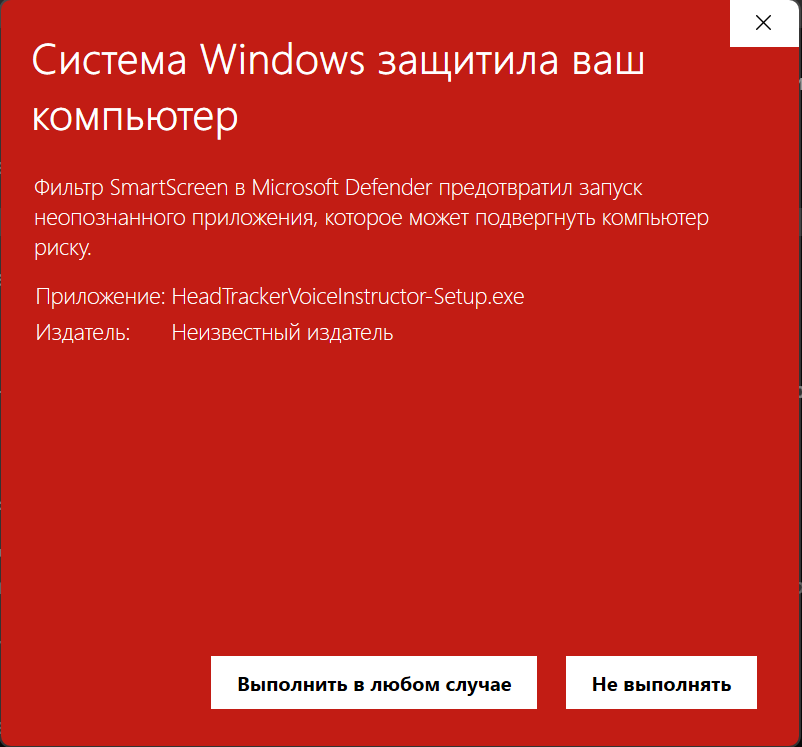 Система Windows защитила ваш
компьютер
Фильтр SmartScreen в Microsoft Defender предотвратил запуск
неопознанного приложения, которое может подвергнуть компьютер
риску.
Приложение: HeadTrackerVoiceInstructor-Setup.exe
Издатель: Неизвестный издатель
Выполнить в любом случае Не выполнять